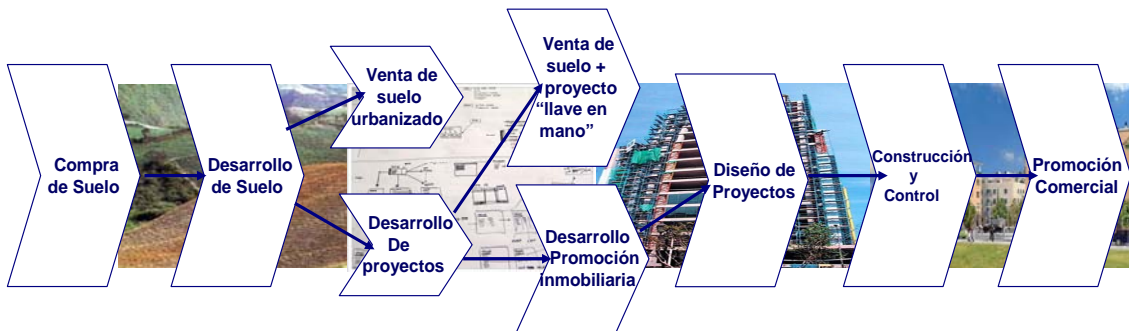 Compra
de Suelo
Desarrollo
de Suelo
Venta de
suelo
urbanizado
Desarrollo
De
proyectos
Venta de
suelo +
proyecto
“llave en
mano”
Desarrollo
Promoción
inmobiliaria
Diseño de
Proyectos
Construcción
y
Control
Promoción
Comercial